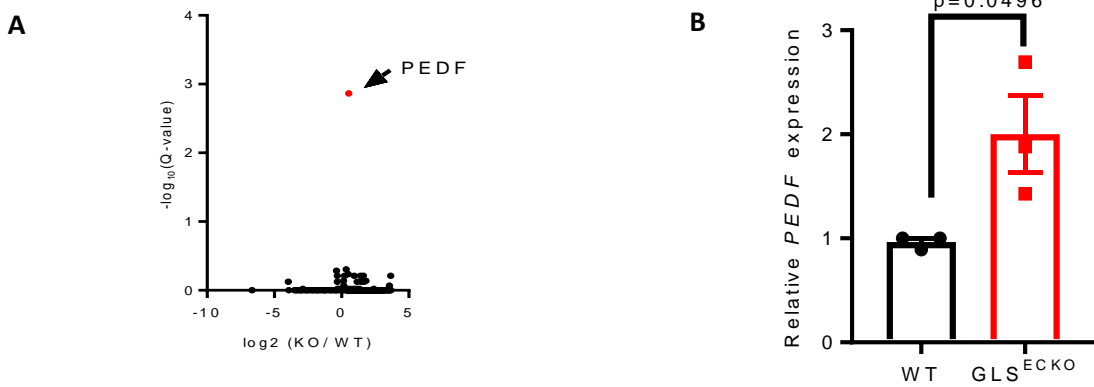 A
4
3
2
1
0
-log10(Q-value)
PEDF
-10
-5
0
5
log2 (KO/WT)
B
p=0.0496
3
2
1
0
Relative PEDF expression
WT
GLS ECKO